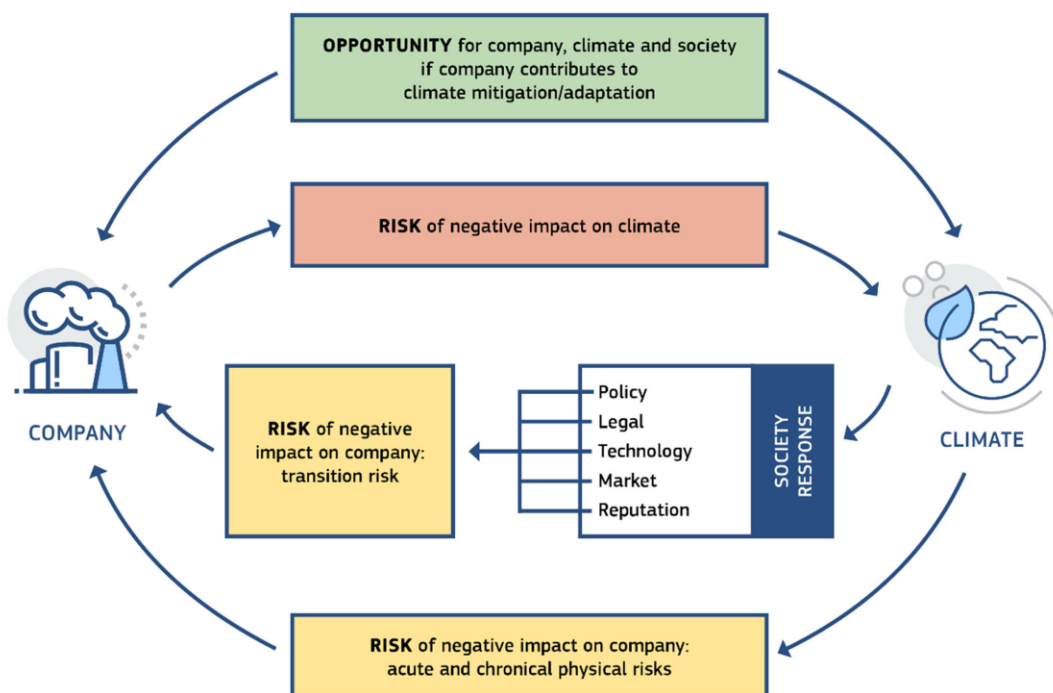 OPPORTUNITY for company, climate and society
if company contributes to
climate mitigation/adaptation
RISK of negative impact on climate
COMPANY
CLIMATE
RISK of negative
impact on company:
transition risk
Policy
Legal
Technology
Market
Reputation
SOCIETY
RESPONSE
RISK of negative impact on company:
acute and chronical physical risks